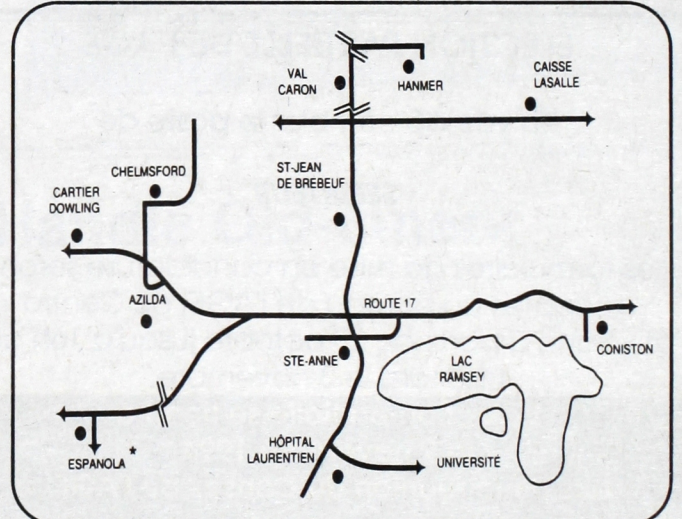 VAL
CARON
HANMER
CAISSE
LASALLE
CHELMSFORD
ST-JEAN
DE BREBEUF
CARTIER
DOWLING
AZILDA
ROUTE 17
STE-ANNE
LAC
RAMSEY
CONISTON
ESPANOLA *
HÔPITAL
LAURENTIEN
UNIVERSITÉ